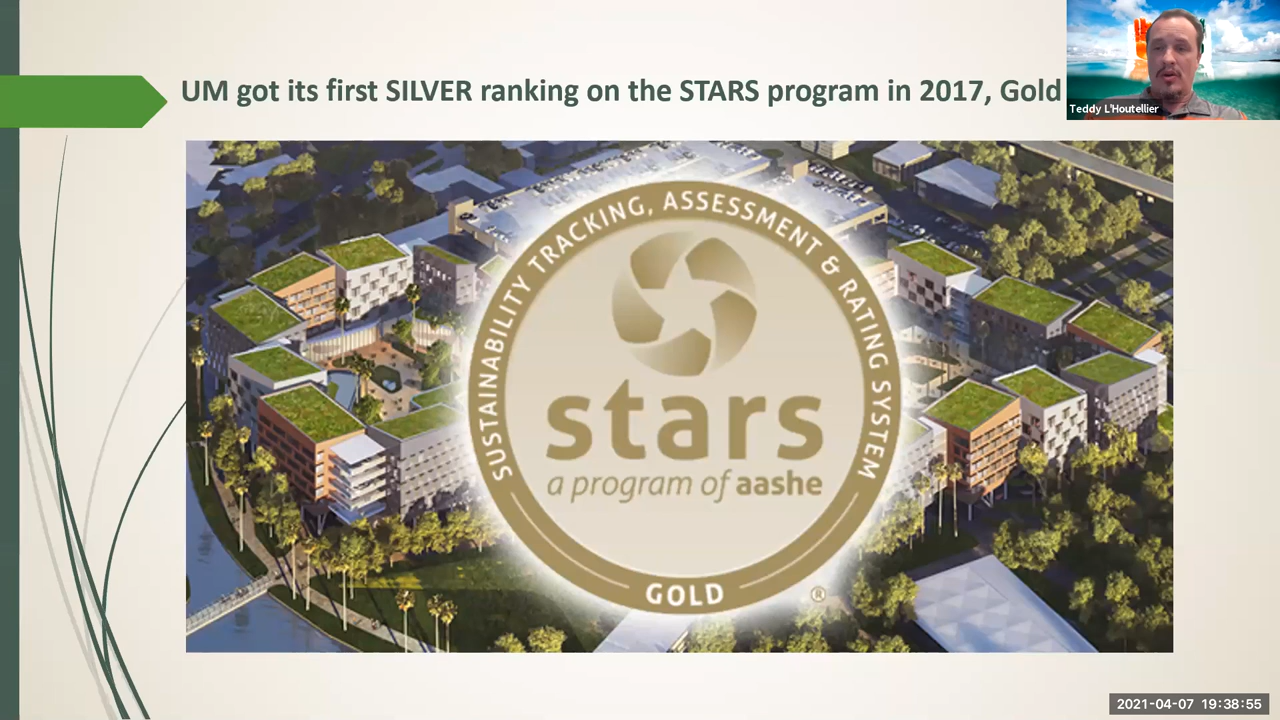 UM got its first SILVER ranking on the STARS program in 2017, Gold
Teddy L'Houtellier
SUSTAINABILITY TRACKING, ASSESSMENT & RATING SYSTEM
stars
a program of aashe
GOLD
®
2021-04-07 19:38:55